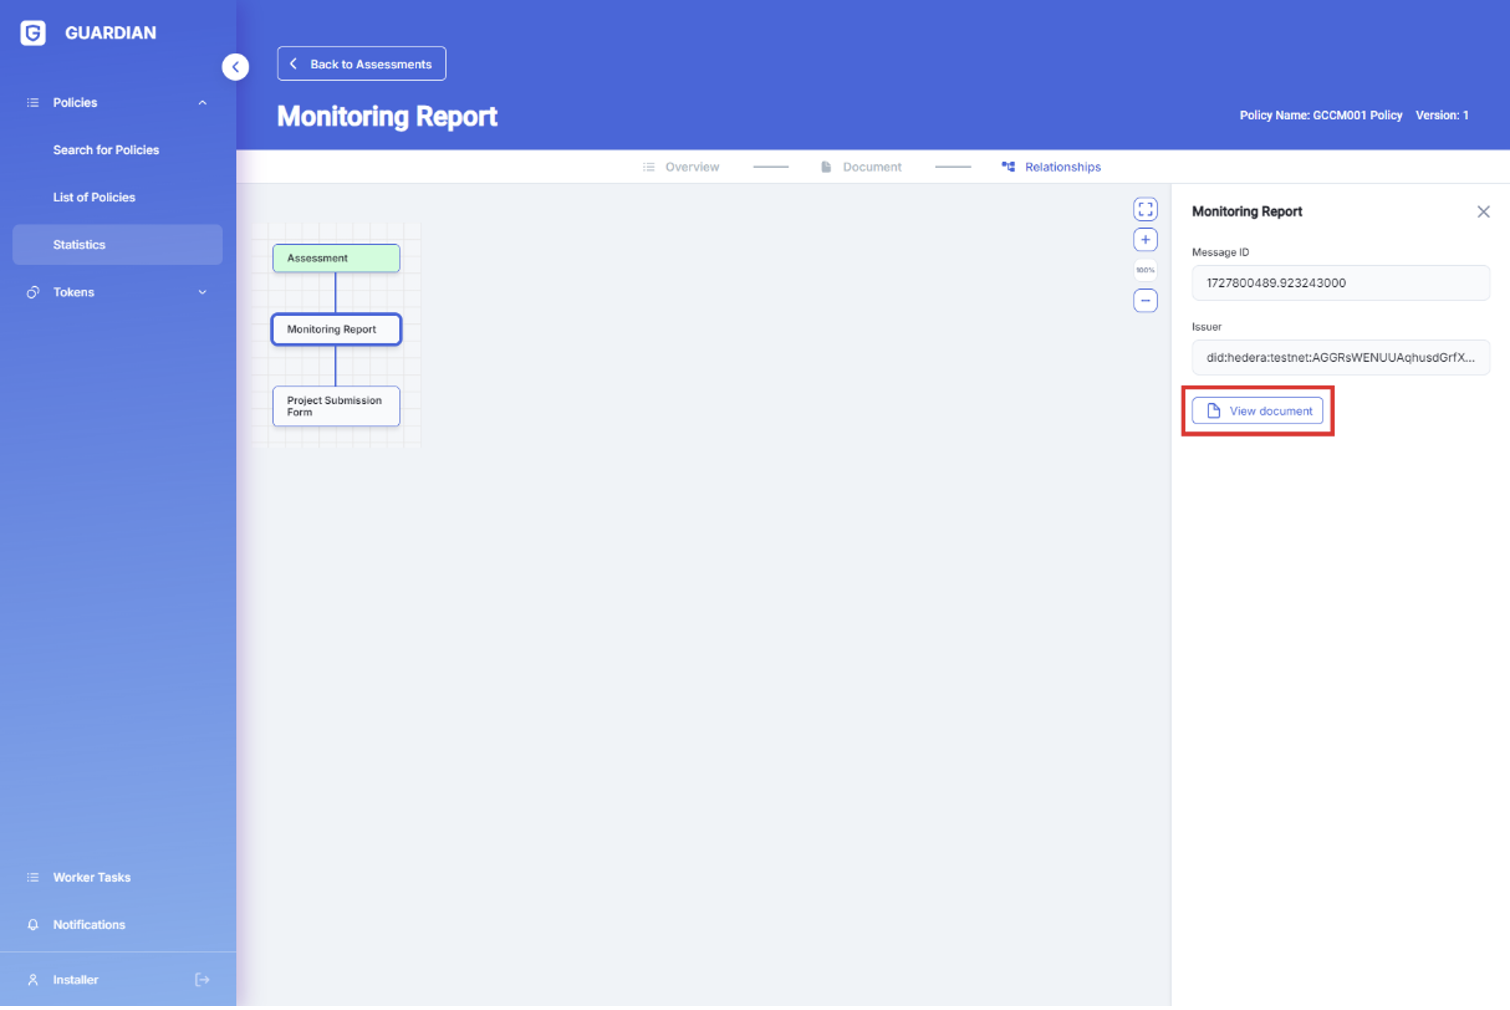 GUARDIAN
Policies
Search for Policies
List of Policies
Statistics
Tokens
Worker Tasks
Notifications
Installer
Back to Assessments
Monitoring Report
Policy Name: GCCM001 Policy Version: 1
Overview
Document
Relationships
Assessment
Monitoring Report
Project Submission
Form
100%
Monitoring Report
Message ID
1727800489.923243000
Issuer
did:hedera:testnet:AGGRsWENUUAqhusdGrfX...
View document